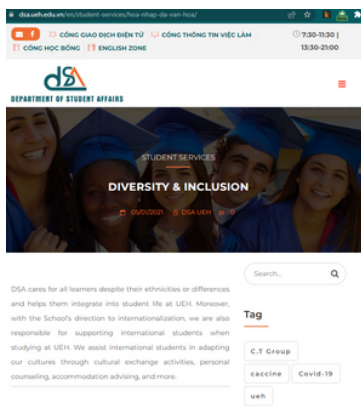 dsa.ueh.edu.vn/en/student-services/hoa-nhap-da-van-hoa/
CỔNG GIAO DỊCH ĐIỆN TỬ CỔNG THÔNG TIN VIỆC LÀM
CỔNG HỌC BỔNG ENGLISH ZONE
7:30-11:30 |
13:30-21:00
dSA
DEPARTMENT OF STUDENT AFFAIRS
STUDENT SERVICES
DIVERSITY & INCLUSION
05/01/2021 DSA UEH 0
DSA cares for all learners despite their ethnicities or differences
and helps them integrate into student life at UEH. Moreover,
with the School's direction to internationalization, we are also
responsible for supporting international students when
studying at UEH. We assist international students in adapting
our cultures through cultural exchange activities, personal
counseling, accommodation advising, and more.
Search...
Tag
C.T Group
caccine Covid-19
ueh